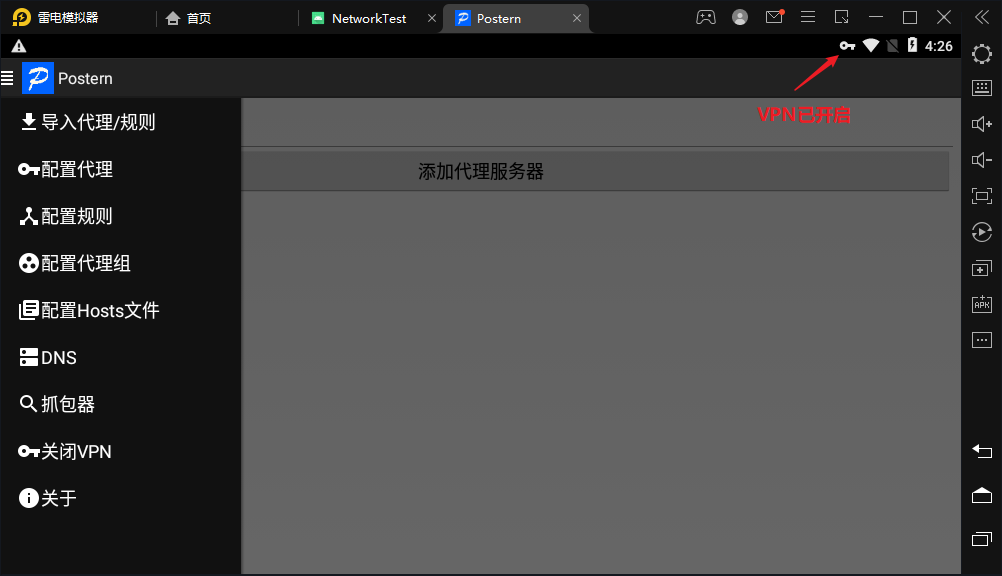 雷电模拟器
首页
NetworkTest
Postern
4:26
Postern
VPN已开启
导入代理/规则
配置代理
添加代理服务器
配置规则
配置代理组
配置Hosts文件
APK
DNS
抓包器
关闭VPN
关于